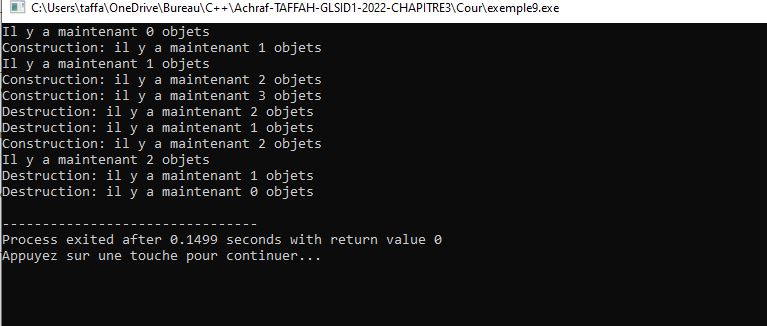 C:\Users\taffa\OneDrive\Bureau\C++\Achraf-TAFFAH-GLSID1-2022-CHAPITRE3\Cour\exemple9.exe
Il y a maintenant 0 objets
Construction: il y a maintenant 1 objets
Il y a maintenant 1 objets
Construction: il y a maintenant 2 objets
Construction: il y a maintenant 3 objets
Destruction: il y a maintenant 2 objets
Destruction: il y a maintenant 1 objets
Construction: il y a maintenant 2 objets
Il y a maintenant 2 objets
Destruction: il y a maintenant 1 objets
Destruction: il y a maintenant 0 objets
--------------------------------
Process exited after 0.1499 seconds with return value 0
Appuyez sur une touche pour continuer...